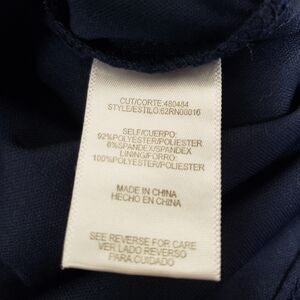 CUT/CORTE:480484
STYLE/ESTILO:62RN00016
SELF/CUERPO:
92%POLYESTER/POLIESTER
8%SPANDEX/SPANDEX
LINING/FORRO:
100%POLYESTER/POLIESTER
MADE IN CHINA
HECHO EN CHINA
SEE REVERSE FOR CARE
VER LADO REVERSO
PARA CUIDADO